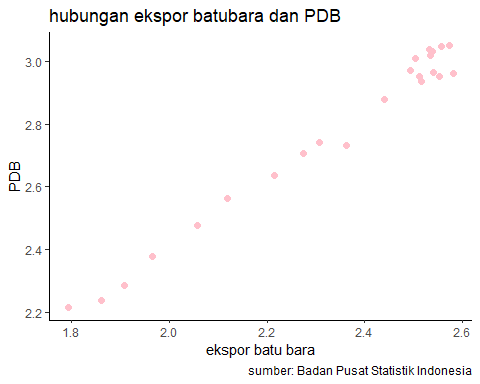 hubungan ekspor batubara dan PDB
PDB
3.0
2.8
2.6
2.4
2.2
1.8 2.0 2.2 2.4 2.6
ekspor batu bara
sumber: Badan Pusat Statistik Indonesia